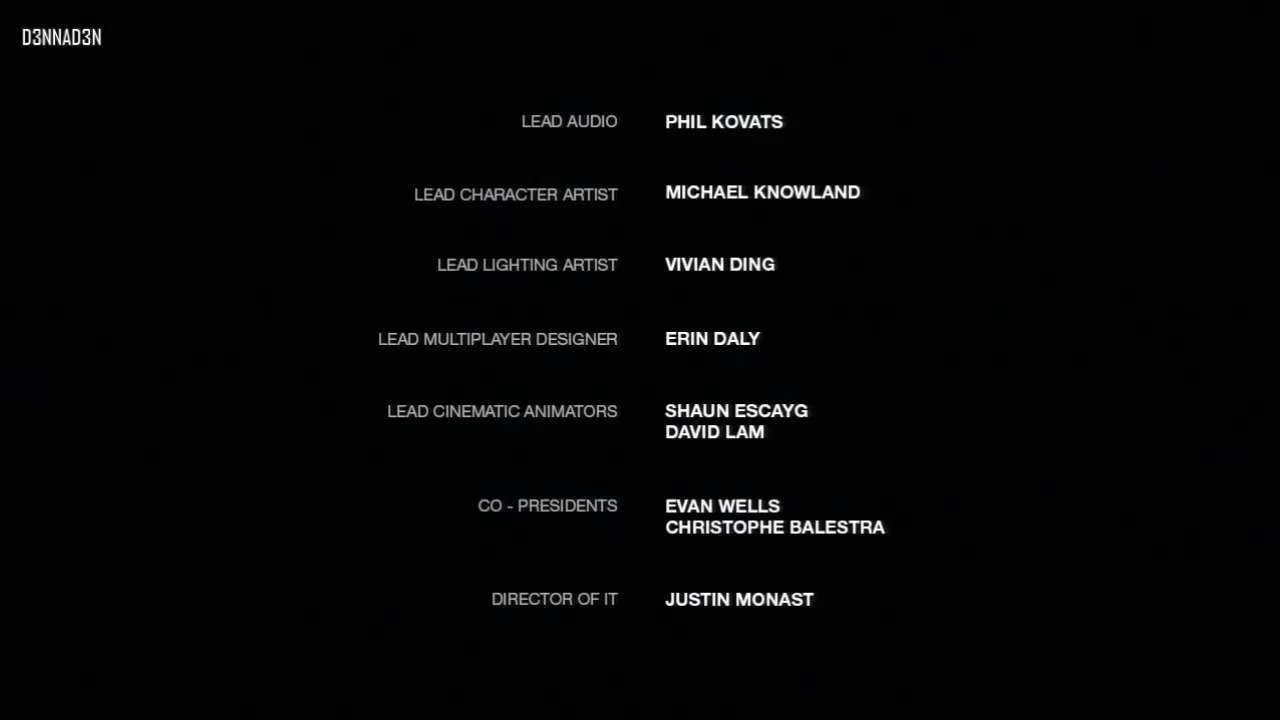 D3NNAD3N
LEAD AUDIO PHIL KOVATS
LEAD CHARACTER ARTIST MICHAEL KNOWLAND
LEAD LIGHTING ARTIST VIVIAN DING
LEAD MULTIPLAYER DESIGNER ERIN DALY
LEAD CINEMATIC ANIMATORS SHAUN ESCAYG
DAVID LAM
CO - PRESIDENTS EVAN WELLS
CHRISTOPHE BALESTRA
DIRECTOR OF IT JUSTIN MONAST